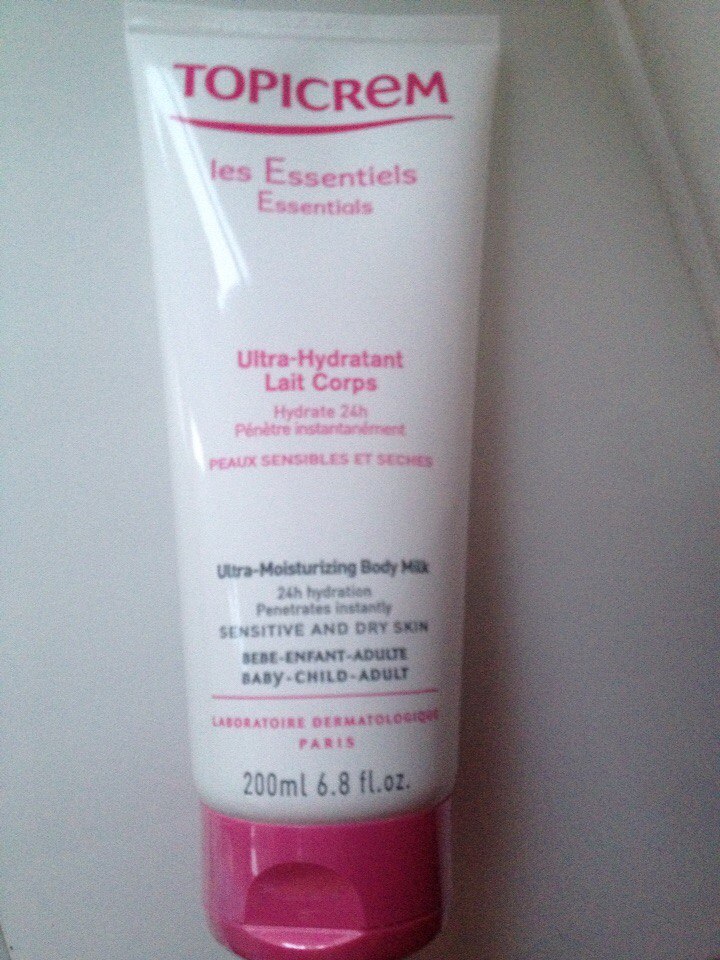 TOPICREM
les Essentiels
Essentials
Ultra-Hydratant
Lait Corps
Hydrate 24h
Pénètre instantanément
PEAUX SENSIBLES ET SECHES
Ultra-Moisturizing Body Milk
24h hydration
Penetrates instantly
SENSITIVE AND DRY SKIN
BEBE-ENFANT-ADULTE
BABY-CHILD-ADULT
LABORATOIRE DERMATOLOGIQUE
PARIS
200ml 6.8 fl.oz.